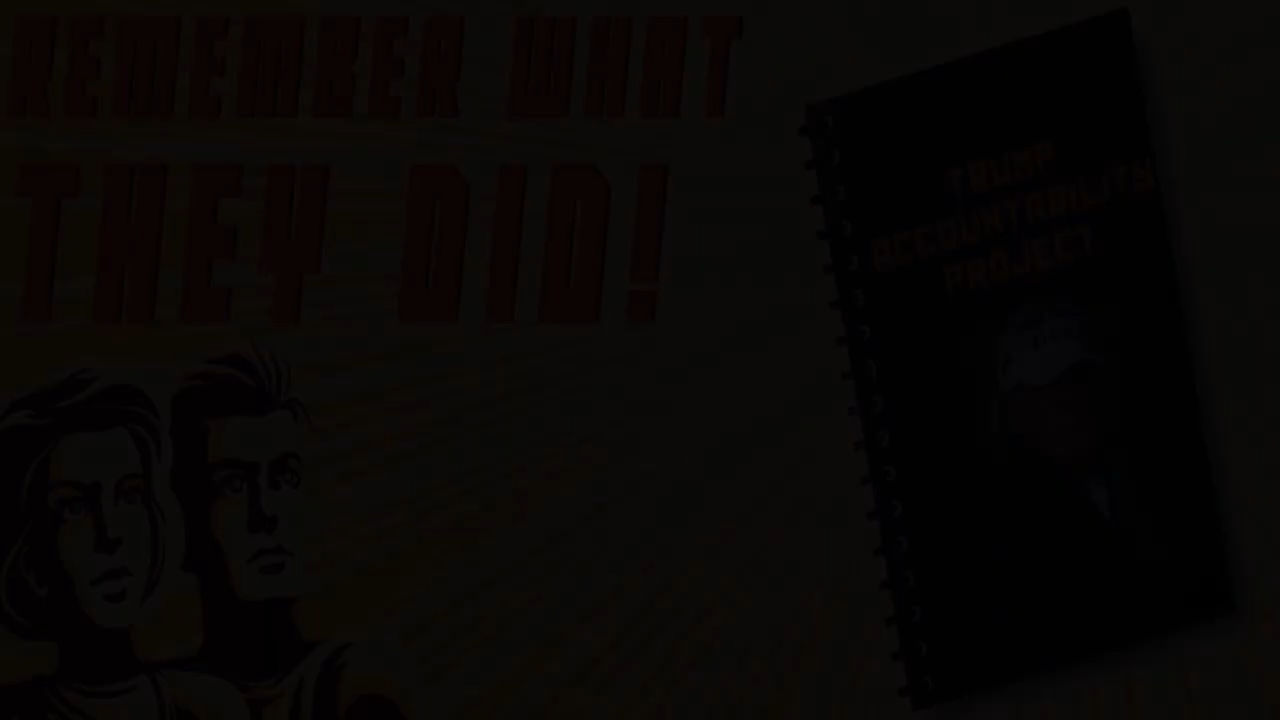 REMEMBER WHAT
THEY DID!
TRUMP
ACCOUNTABILITY
PROJECT